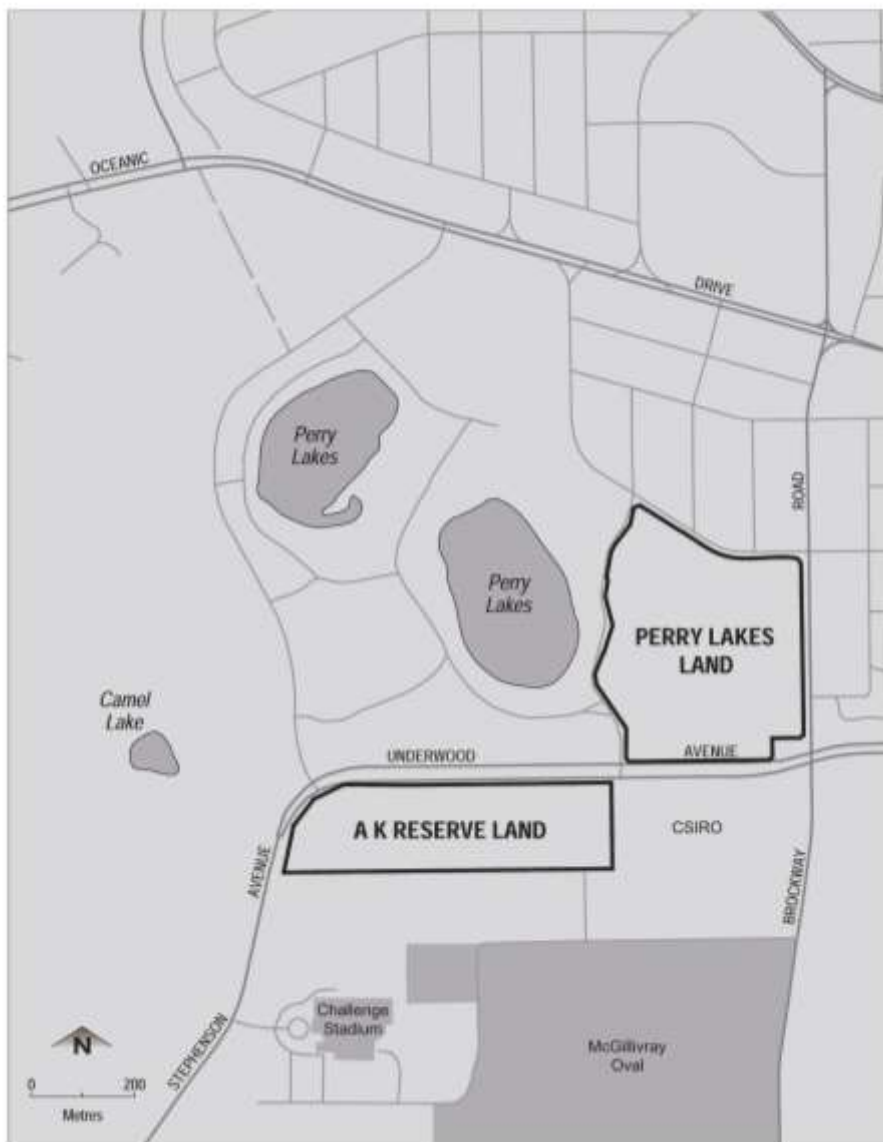 OCEANIC
DRIVE
Perry
Lakes
ROAD
Perry
Lakes
PERRY LAKES
LAND
Camel
Lake
UNDERWOOD
AVENUE
A K RESERVE LAND
CSIRO
AVENUE
BROCKWAY
STEPHENSON
Challenge
Stadium
McGillivray
Oval
N
0 200
Metres